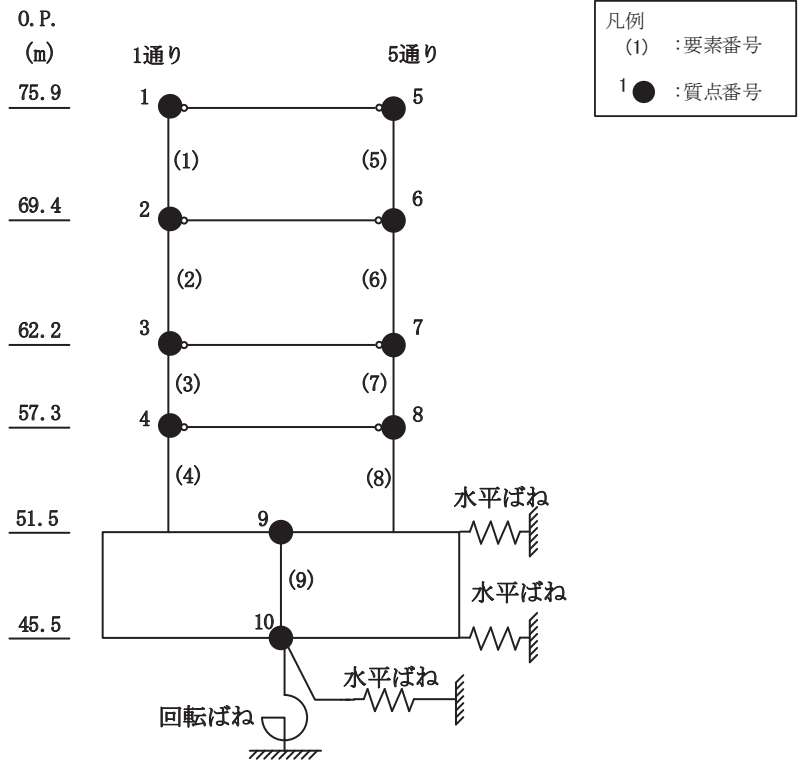 O.P.
(m)
1通り
5通り
凡例
(1) :要素番号
1 :質点番号
75.9
1
5
(1)
(5)
69.4
2
6
(2)
(6)
62.2
3
7
(3)
(7)
57.3
4
8
(4)
(8)
水平ばね
51.5
9
(9)
水平ばね
45.5
10
水平ばね
回転ばね